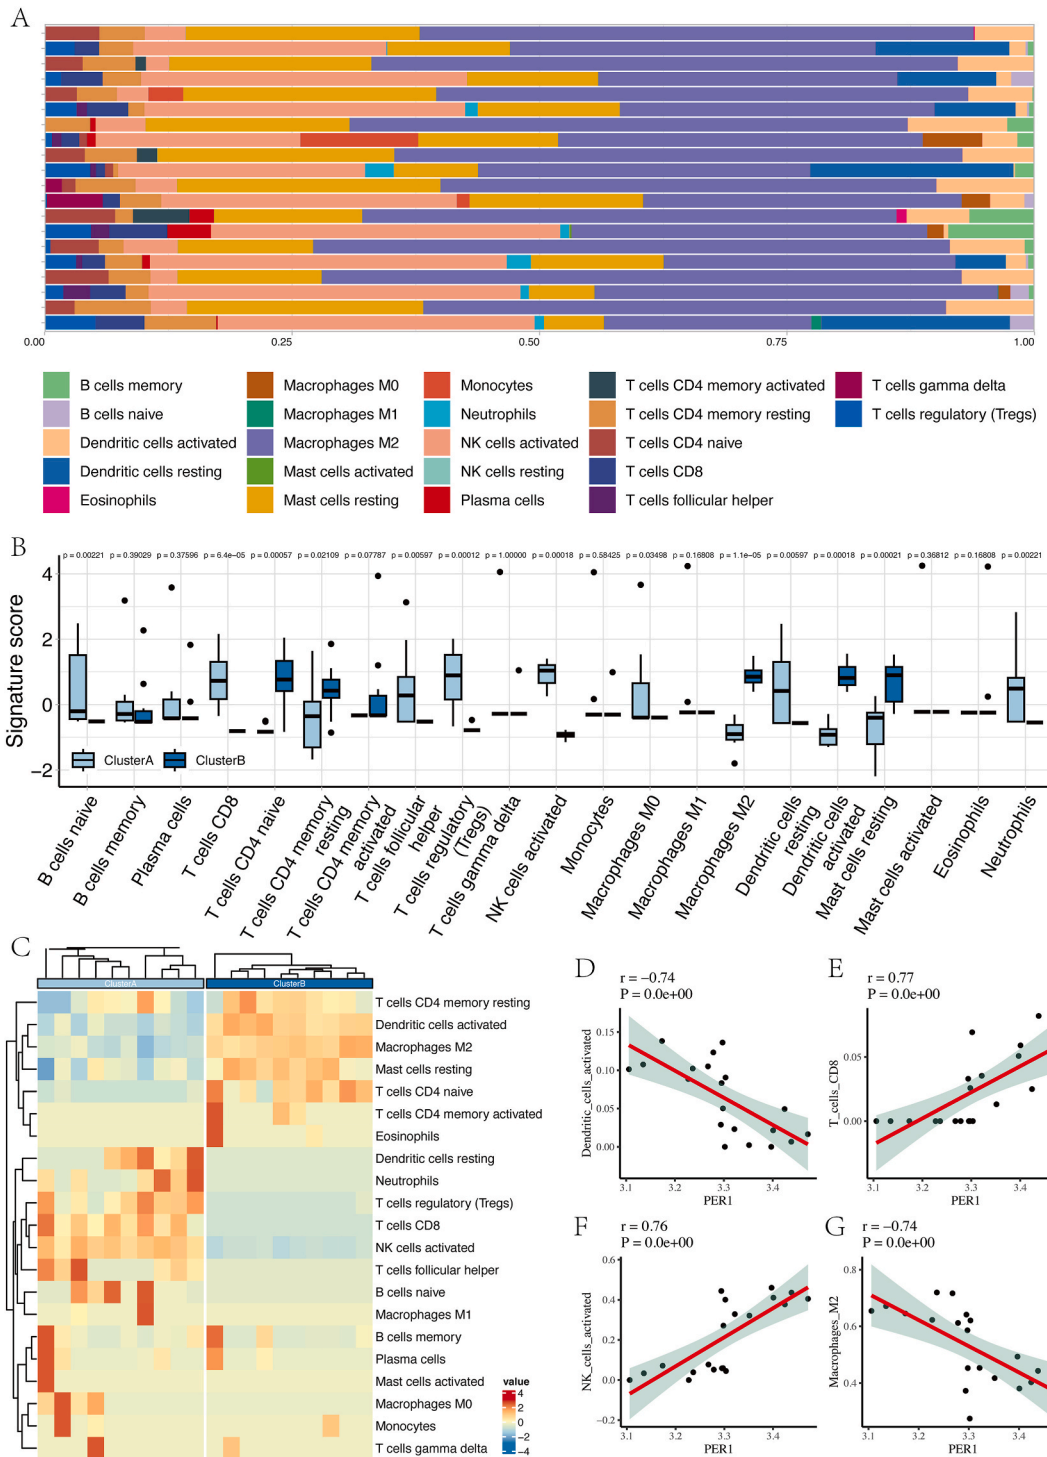 A
0.00 0.25 0.50 0.75 1.00
B cells memory Macrophages M0 Monocytes T cells CD4 memory activated T cells gamma delta
B cells naive Macrophages M1 Neutrophils T cells CD4 memory resting T cells regulatory (Tregs)
Dendritic cells activated Macrophages M2 NK cells activated T cells CD4 naive
Dendritic cells resting Mast cells activated NK cells resting T cells CD8
Eosinophils Mast cells resting Plasma cells T cells follicular helper
B
p = 0.00221 p = 0.39029 p = 0.37596 p = 6.4e−05 p = 0.00057 p = 0.02109 p = 0.07787 p = 0.00597 p = 0.00012 p = 1.00000 p = 0.00018 p = 0.58425 p = 0.03498 p = 0.16808 p = 1.1e−05 p = 0.00597 p = 0.00018 p = 0.00021 p = 0.36812 p = 0.16808 p = 0.00221
Signature score
4
2
0
−2
ClusterA ClusterB
B cells naive
B cells memory
Plasma cells
T cells CD8
T cells CD4 naive
T cells CD4 memory
resting
T cells CD4 memory
activated
T cells follicular
helper
T cells regulatory
(Tregs)
T cells gamma delta
NK cells activated
Monocytes
Macrophages M0
Macrophages M1
Macrophages M2
Dendritic cells
resting
Dendritic cells
activated
Mast cells resting
Mast cells activated
Eosinophils
Neutrophils
C
ClusterA ClusterB
T cells CD4 memory resting
Dendritic cells activated
Macrophages M2
Mast cells resting
T cells CD4 naive
T cells CD4 memory activated
Eosinophils
Dendritic cells resting
Neutrophils
T cells regulatory (Tregs)
T cells CD8
NK cells activated
T cells follicular helper
B cells naive
Macrophages M1
B cells memory
Plasma cells
Mast cells activated
Macrophages M0
Monocytes
T cells gamma delta
value
4
2
0
−2
−4
D
r = −0.74
P = 0.0e+00
Dendritic_cells_activated
0.15
0.10
0.05
0.00
3.1 3.2 3.3 3.4
PER1
E
r = 0.77
P = 0.0e+00
T_cells_CD8
0.05
0.00
3.1 3.2 3.3 3.4
PER1
F
r = 0.76
P = 0.0e+00
NK_cells_activated
0.6
0.4
0.2
0.0
−0.2
3.1 3.2 3.3 3.4
PER1
G
r = −0.74
P = 0.0e+00
Macrophages_M2
0.8
0.6
0.4
3.1 3.2 3.3 3.4
PER1